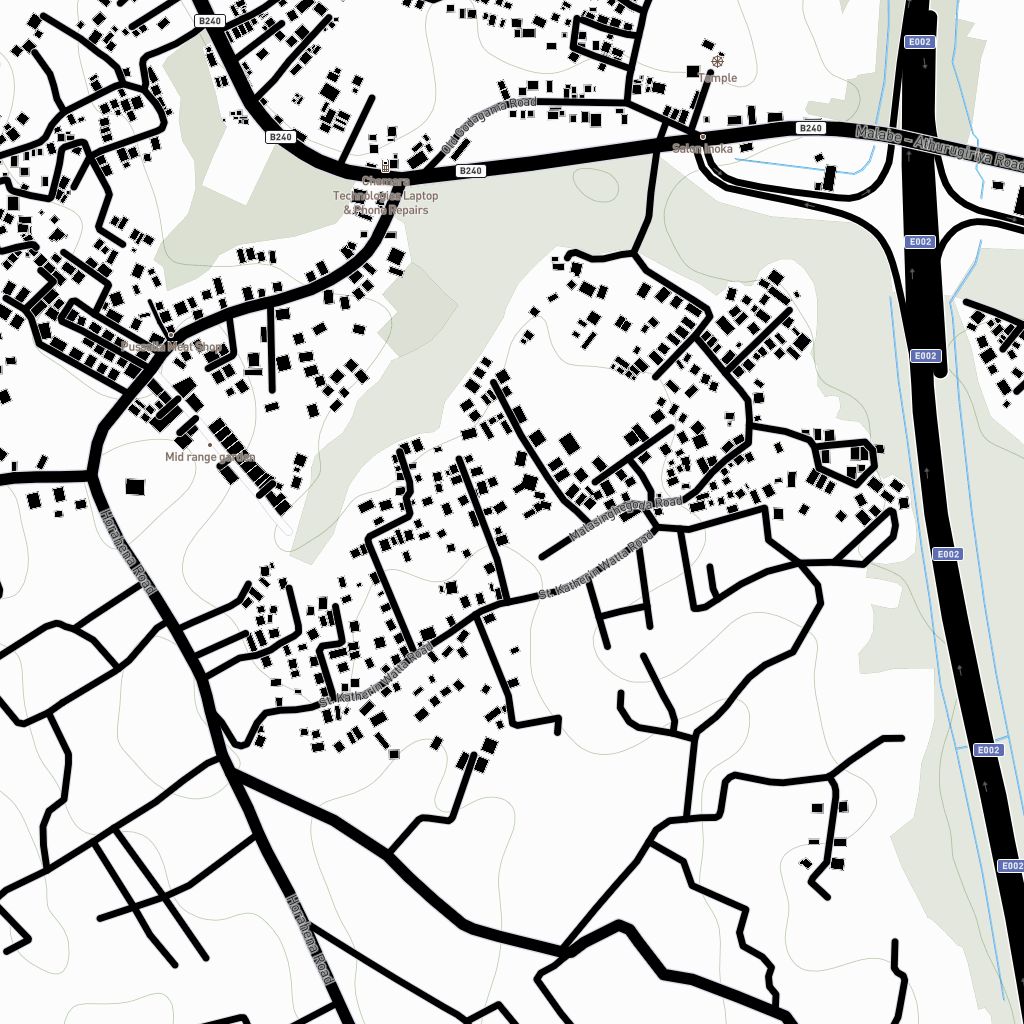 B240
E002
Temple
Old Godagama Road
B240
B240
Malabe - Athurugiriya Road
Salon Inoka
B240
Chamara
Technologies Laptop
& Phone Repairs
E002
Pussalla Meat Shop
E002
Mid range garden
Horahena Road
Malasinghegoda Road
St. Katherin Watta Road
E002
St. Katherin Watta Road
E002
E002
Horahena Road